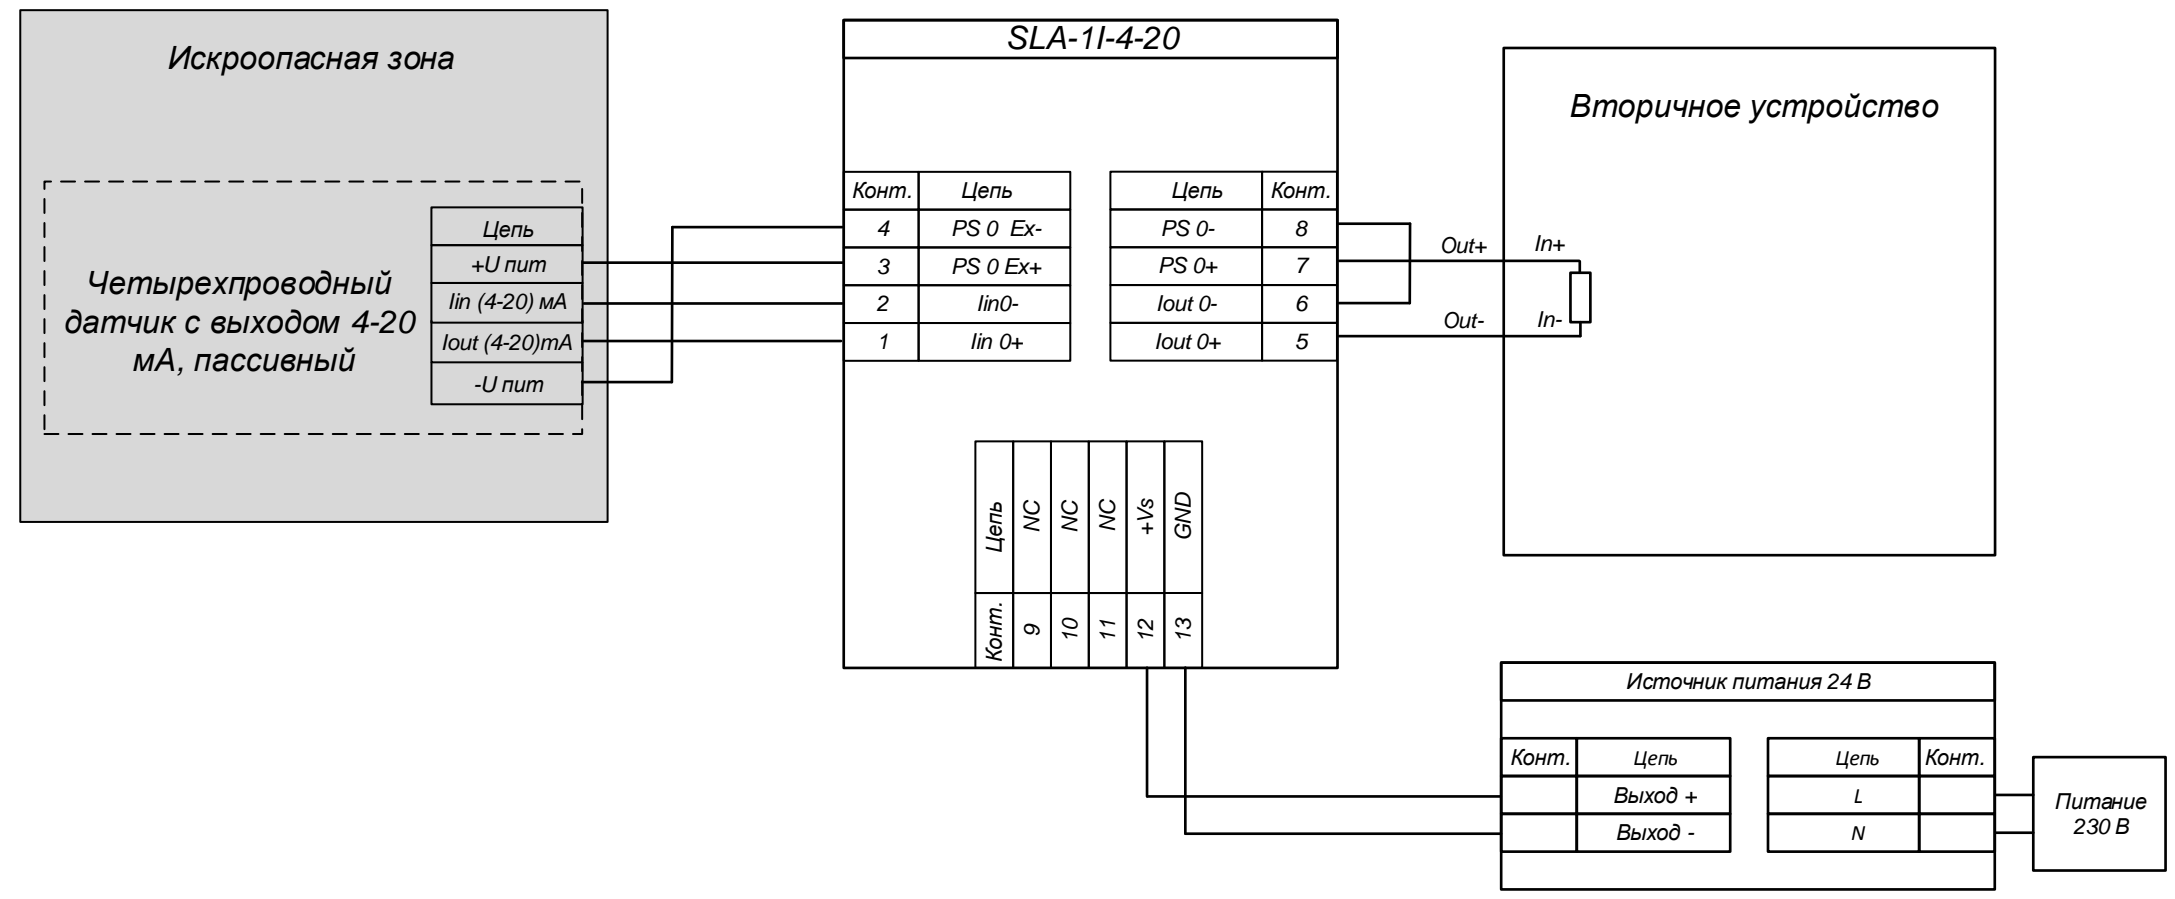 Искроопасная зона
Четырехпроводный
датчик с выходом 4-20
мА, пассивный
Цепь
+U пит
Iin (4-20) мА
Iout (4-20)mA
-U пит
SLA-1I-4-20
Конт. Цепь
4 PS 0 Ex-
3 PS 0 Ex+
2 Iin0-
1 Iin 0+
Цепь Конт.
PS 0- 8
PS 0+ 7
Iout 0- 6
Iout 0+ 5
Цепь NC NC NC +Vs GND
Конт. 9 10 11 12 13
Out+ In+
Out- In-
Вторичное устройство
Источник питания 24 В
Конт. Цепь
Выход +
Выход -
Цепь Конт.
L
N
Питание
230 В